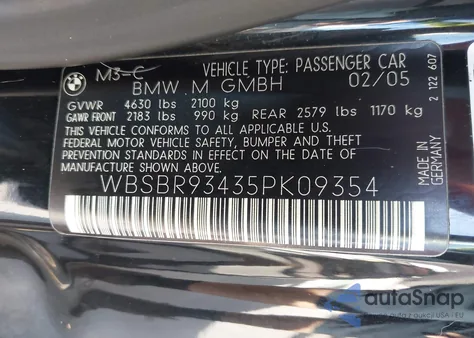 BMW
M3-C VEHICLE TYPE: PASSENGER CAR
BMW M GMBH 02/05
GVWR 4630 lbs 2100 kg
GAWR FRONT 2183 lbs 990 kg REAR 2579 lbs 1170 kg
THIS VEHICLE CONFORMS TO ALL APPLICABLE
FEDERAL MOTOR VEHICLE SAFETY, BUMPER AND THEFT
PREVENTION STANDARDS IN EFFECT ON THE DATE OF
MANUFACTURE SHOWN ABOVE.
WBSBR93435PK09354
MADE IN
GERMANY
2 122 607
autoSnap